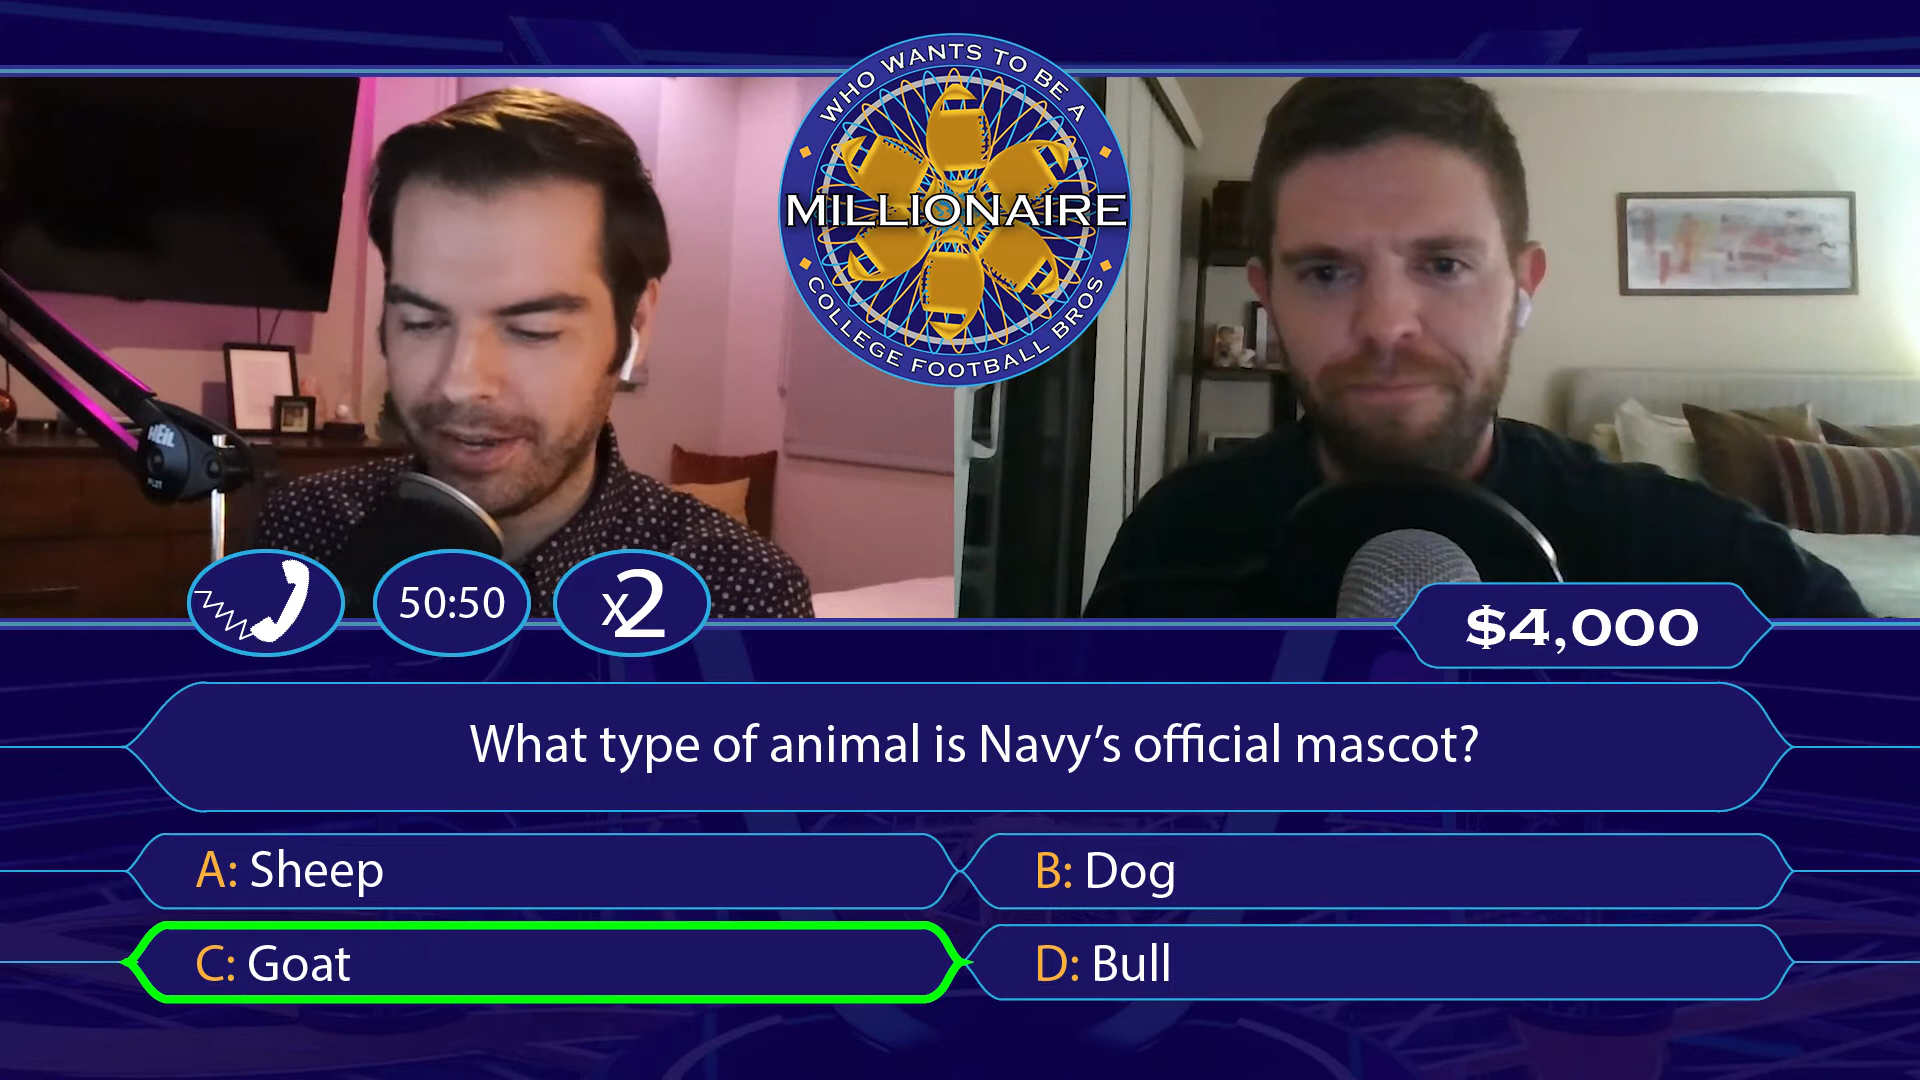 WHO WANTS TO BE A
MILLIONAIRE
COLLEGE FOOTBALL BROS
HEiL
50:50
x2
$4,000
What type of animal is Navy’s official mascot?
A: Sheep
B: Dog
C: Goat
D: Bull